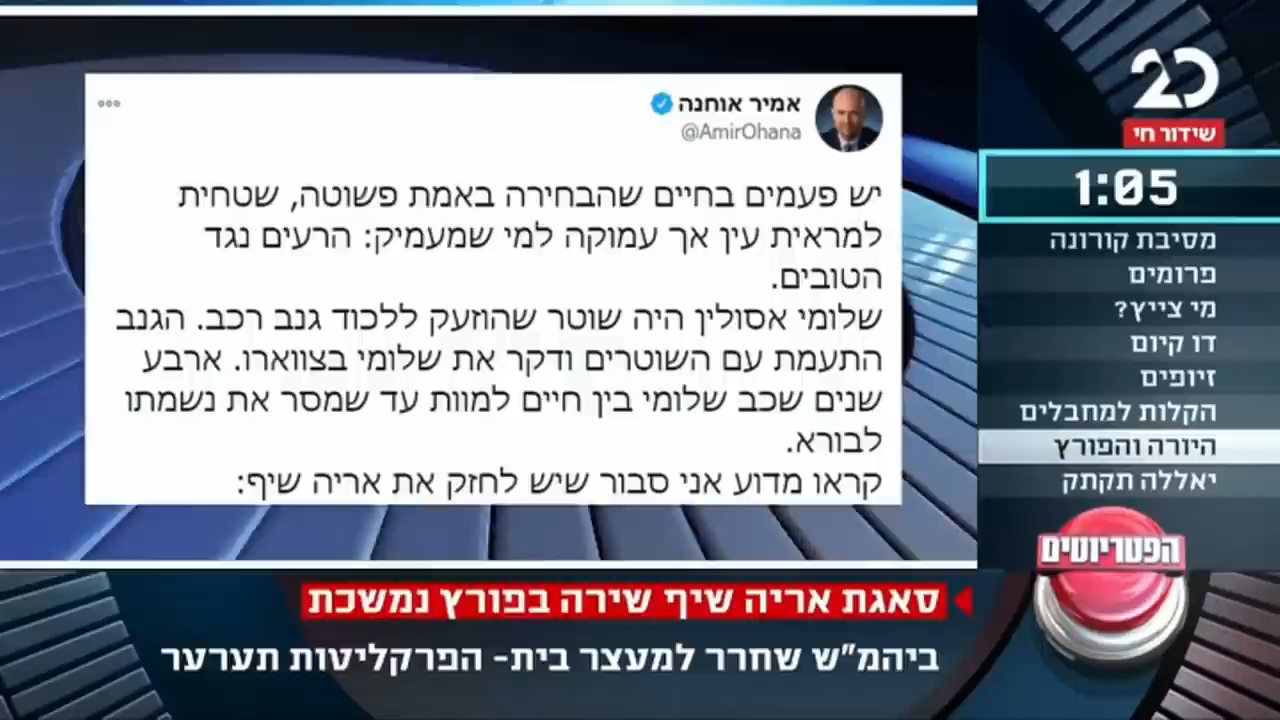 אמיר אוחנה
@AmirOhana
יש פעמים בחיים שהבחירה באמת פשוטה, שטחית
למראית עין אך עמוקה למי שמעמיק: הרעים נגד
הטובים.
שלומי אסולין היה שוטר שהוזעק ללכוד גנב רכב. הגנב
התעמת עם השוטרים ודקר את שלומי בצווארו. ארבע
שנים שכב שלומי בין חיים למוות עד שמסר את נשמתו
לבורא.
קראו מדוע אני סבור שיש לחזק את אריה שיף:
20
שידור חי
1:05
מסיבת קורונה
פרומים
מי צייץ?
דו קיום
זיופים
הקלות למחבלים
היורה והפורץ
יאללה תקתק
הפטריוטים
סאגת אריה שיף שירה בפורץ נמשכת
ביהמ"ש שחרר למעצר בית- הפרקליטות תערער